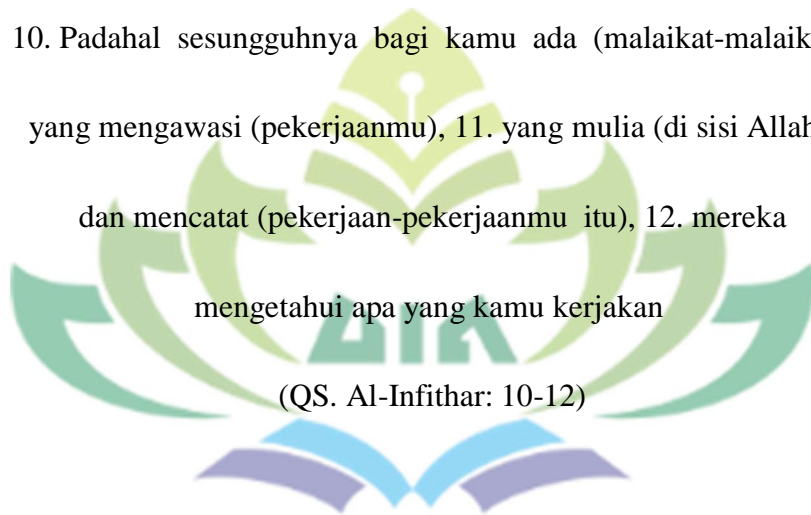 10. Padahal sesungguhnya bagi kamu ada (malaikat-malaik
yang mengawasi (pekerjaanmu), 11. yang mulia (di sisi Allah
dan mencatat (pekerjaan-pekerjaanmu itu), 12. mereka
mengetahui apa yang kamu kerjakan
(QS. Al-Infithar: 10-12)